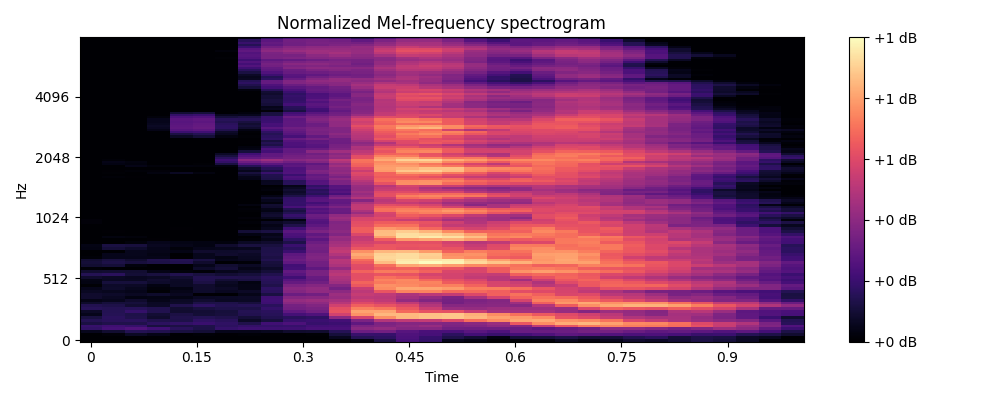 Normalized Mel-frequency spectrogram
+1 dB
4096
+1 dB
2048
+1 dB
Hz
1024
+0 dB
512
+0 dB
0
+0 dB
0 0.15 0.3 0.45 0.6 0.75 0.9
Time